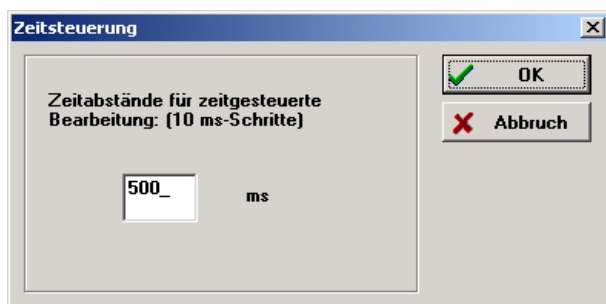 Zeitsteuerung
OK
Zeitabstände für zeitgesteuerte
Bearbeitung: (10 ms-Schritte)
Abbruch
500_ ms